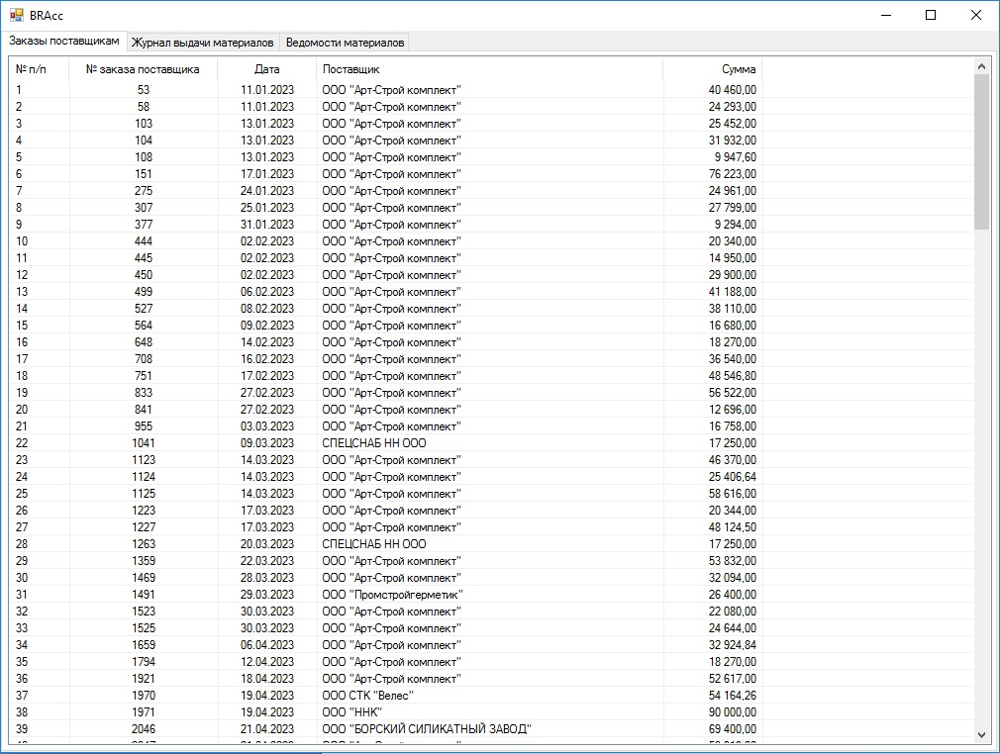 BRAcc
Заказы поставщикам Журнал выдачи материалов Ведомости материалов
№ п/п № заказа поставщика Дата Поставщик Сумма
1 53 11.01.2023 ООО "Арт-Строй комплект" 40 460,00
2 58 11.01.2023 ООО "Арт-Строй комплект" 24 293,00
3 103 13.01.2023 ООО "Арт-Строй комплект" 25 452,00
4 104 13.01.2023 ООО "Арт-Строй комплект" 31 932,00
5 108 13.01.2023 ООО "Арт-Строй комплект" 9 947,60
6 151 17.01.2023 ООО "Арт-Строй комплект" 76 223,00
7 275 24.01.2023 ООО "Арт-Строй комплект" 24 961,00
8 307 25.01.2023 ООО "Арт-Строй комплект" 27 799,00
9 377 31.01.2023 ООО "Арт-Строй комплект" 9 294,00
10 444 02.02.2023 ООО "Арт-Строй комплект" 20 340,00
11 445 02.02.2023 ООО "Арт-Строй комплект" 14 950,00
12 450 02.02.2023 ООО "Арт-Строй комплект" 29 900,00
13 499 06.02.2023 ООО "Арт-Строй комплект" 41 188,00
14 527 08.02.2023 ООО "Арт-Строй комплект" 38 110,00
15 564 09.02.2023 ООО "Арт-Строй комплект" 16 680,00
16 648 14.02.2023 ООО "Арт-Строй комплект" 18 270,00
17 708 16.02.2023 ООО "Арт-Строй комплект" 36 540,00
18 751 17.02.2023 ООО "Арт-Строй комплект" 48 546,80
19 833 27.02.2023 ООО "Арт-Строй комплект" 56 522,00
20 841 27.02.2023 ООО "Арт-Строй комплект" 12 696,00
21 955 03.03.2023 ООО "Арт-Строй комплект" 16 758,00
22 1041 09.03.2023 СПЕЦСНАБ НН ООО 17 250,00
23 1123 14.03.2023 ООО "Арт-Строй комплект" 46 370,00
24 1124 14.03.2023 ООО "Арт-Строй комплект" 25 406,64
25 1125 14.03.2023 ООО "Арт-Строй комплект" 58 616,00
26 1223 17.03.2023 ООО "Арт-Строй комплект" 20 344,00
27 1227 17.03.2023 ООО "Арт-Строй комплект" 48 124,50
28 1263 20.03.2023 СПЕЦСНАБ НН ООО 17 250,00
29 1359 22.03.2023 ООО "Арт-Строй комплект" 53 832,00
30 1469 28.03.2023 ООО "Арт-Строй комплект" 32 094,00
31 1491 29.03.2023 ООО "Промстройгерметик" 26 400,00
32 1523 30.03.2023 ООО "Арт-Строй комплект" 22 080,00
33 1525 30.03.2023 ООО "Арт-Строй комплект" 24 644,00
34 1659 06.04.2023 ООО "Арт-Строй комплект" 32 924,84
35 1794 12.04.2023 ООО "Арт-Строй комплект" 18 270,00
36 1921 18.04.2023 ООО "Арт-Строй комплект" 52 617,00
37 1970 19.04.2023 ООО СТК "Велес" 54 164,26
38 1971 19.04.2023 ООО "ННК" 90 000,00
39 2046 21.04.2023 ООО "БОРСКИЙ СИЛИКАТНЫЙ ЗАВОД" 69 400,00